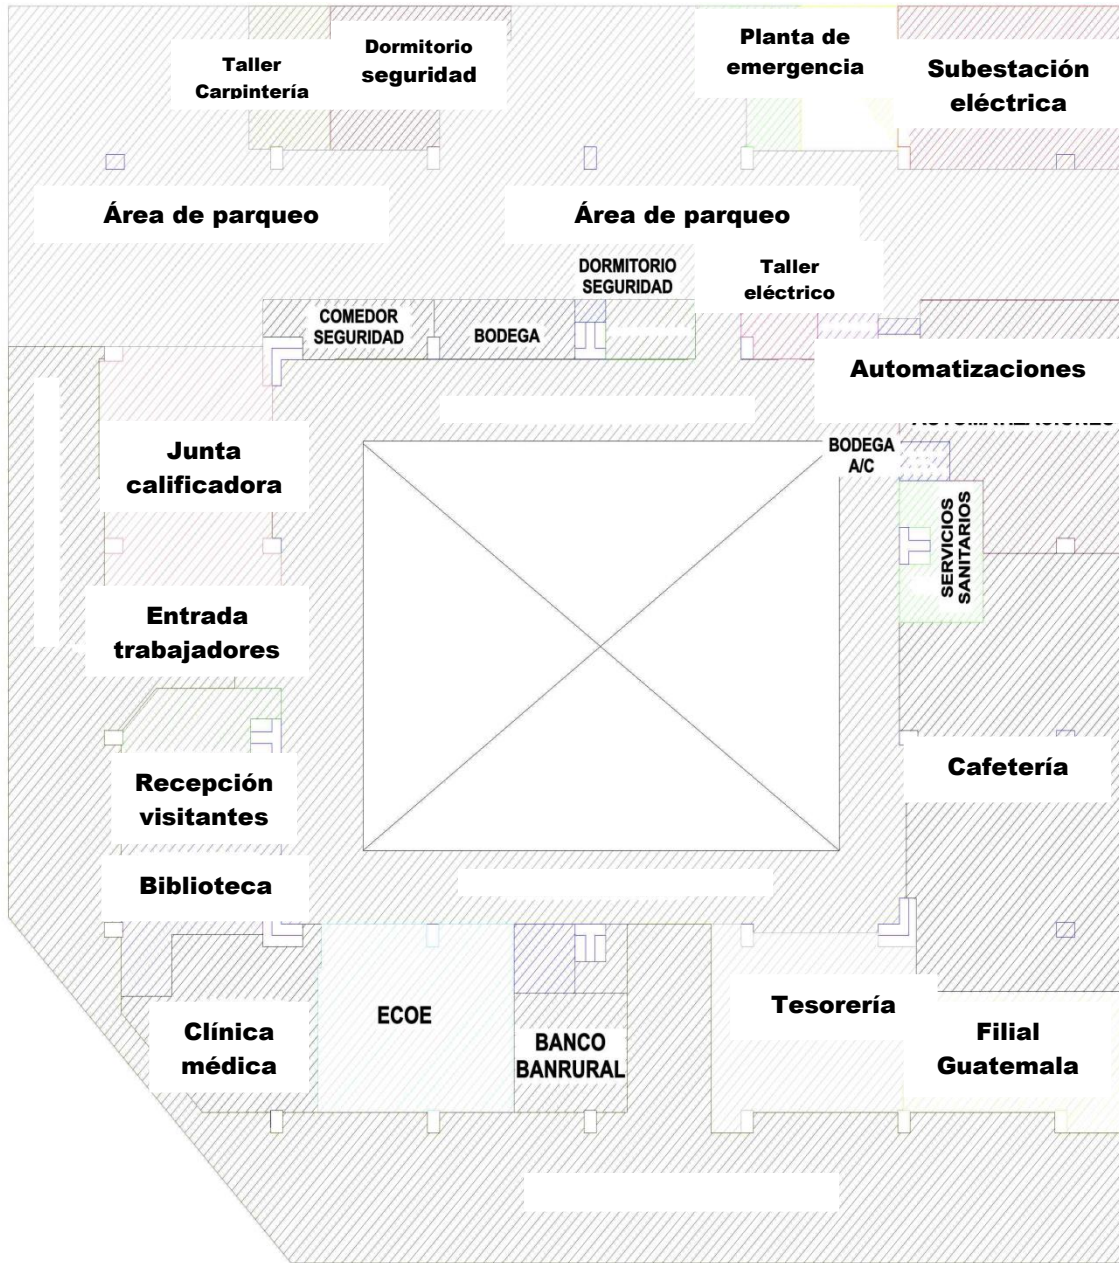 Taller
Carpintería
Dormitorio
seguridad
Planta de
emergencia
Subestación
eléctrica
Área de parqueo
Área de parqueo
DORMITORIO
SEGURIDAD
Taller
eléctrico
COMEDOR
SEGURIDAD
BODEGA
Automatizaciones
AUTOMATIZACIONES
Junta
calificadora
BODEGA
A/C
SERVICIOS
SANITARIOS
Entrada
trabajadores
Recepción
visitantes
Cafetería
Biblioteca
ECOE
Tesorería
Clínica
médica
BANCO
BANRURAL
Filial
Guatemala